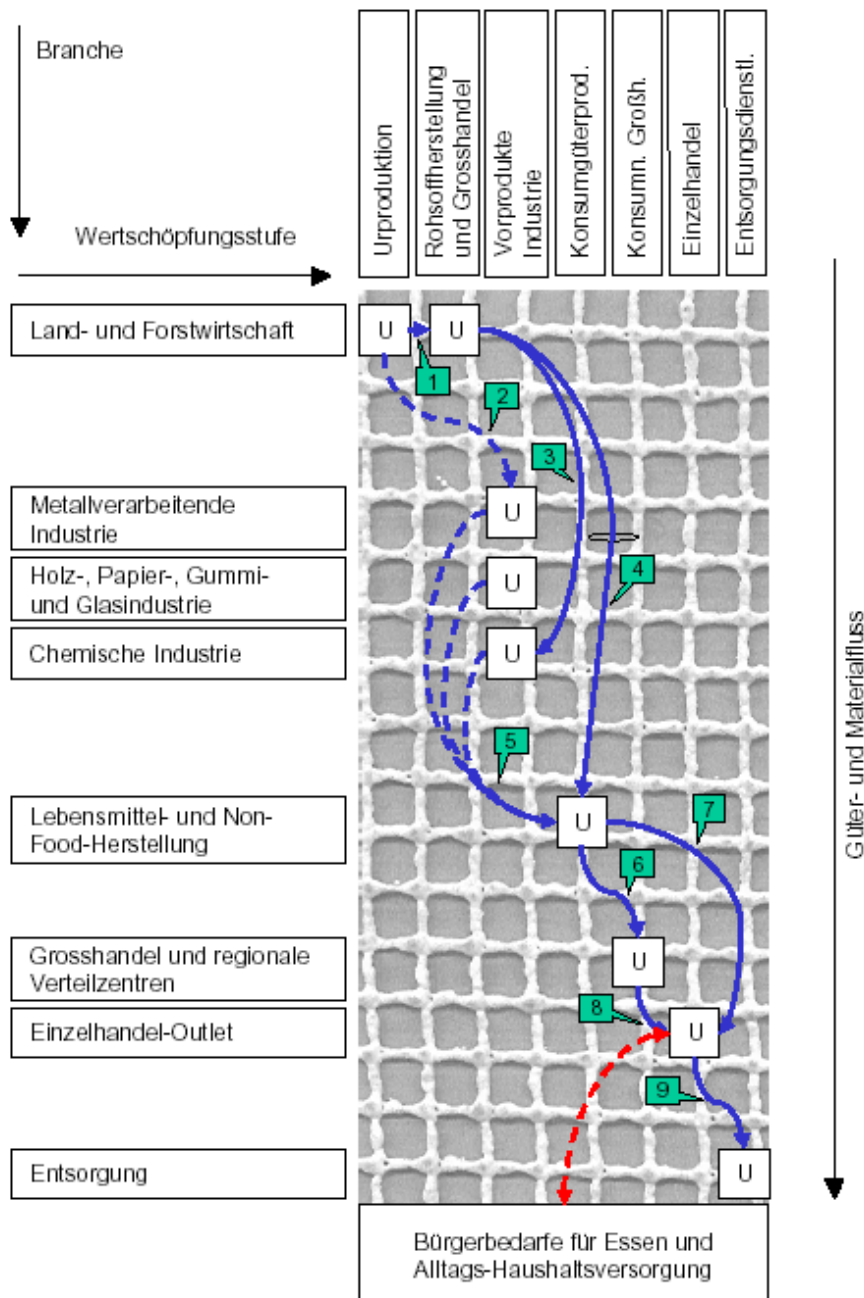 Branche
Wertschöpfungsstufe
Urproduktion
Rohsoffherstellung
und Grosshandel
Vorprodukte
Industrie
Konsumgüterprod.
Konsumn. Großh.
Einzelhandel
Entsorgungsdienstl.
Land- und Forstwirtschaft
U
U
1
2
3
Metallverarbeitende
Industrie
U
Holz-, Papier-, Gummi-
und Glasindustrie
U
4
Chemische Industrie
U
5
Lebensmittel- und Non-
Food-Herstellung
U
7
6
Grosshandel und regionale
Verteilzentren
U
8
Einzelhandel-Outlet
U
9
Entsorgung
U
Bürgerbedarfe für Essen und
Alltags-Haushaltsversorgung
Güter- und Materialfluss